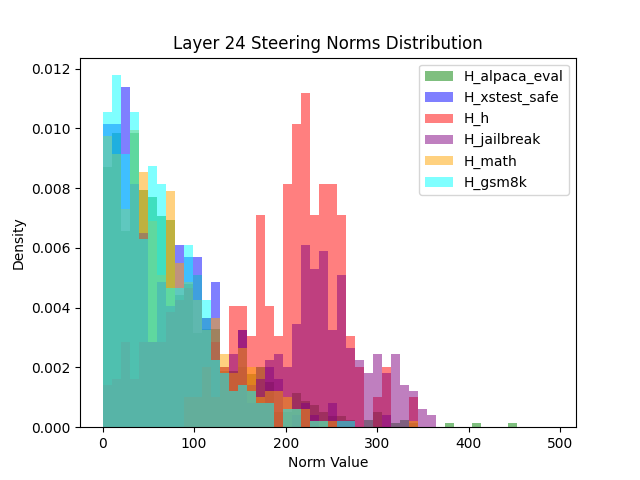 Layer 24 Steering Norms Distribution
0.012
0.010
0.008
0.006
0.004
0.002
0.000
Density
H_alpaca_eval
H_xstest_safe
H_h
H_jailbreak
H_math
H_gsm8k
0 100 200 300 400 500
Norm Value